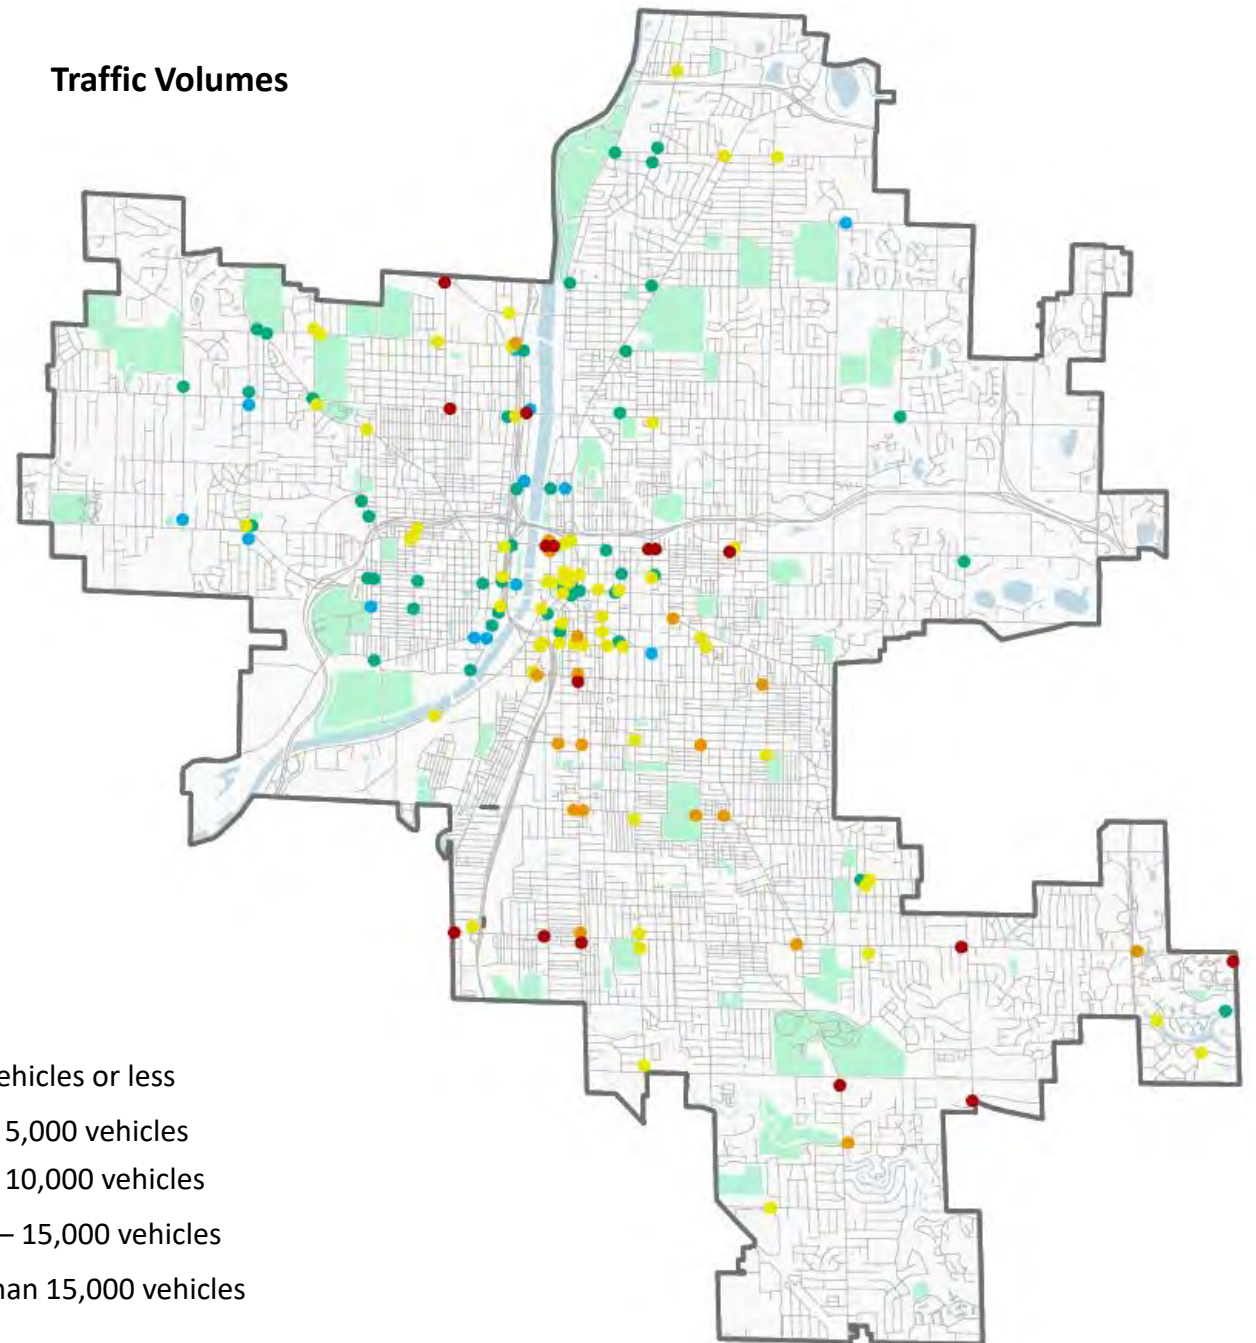 Traffic Volumes
ehicles or less
5,000 vehicles
10,000 vehicles
– 15,000 vehicles
han 15,000 vehicles